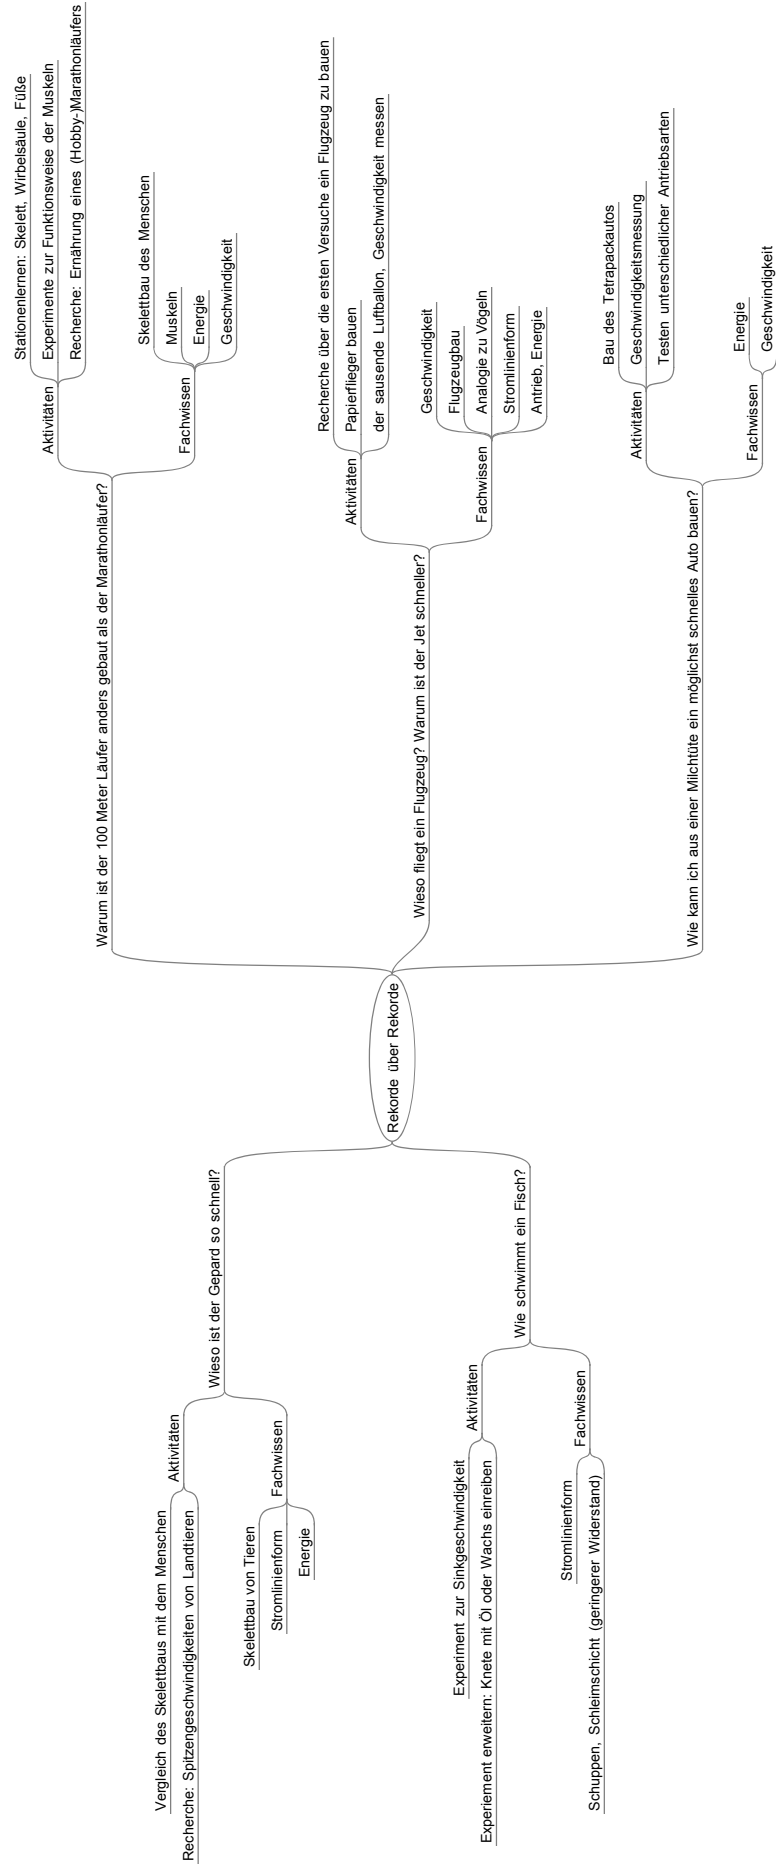 Rekorde über Rekorde
Warum ist der 100 Meter Läufer anders gebaut als der Marathonläufer?
Aktivitäten
Stationenlernen: Skelett, Wirbelsäule, Füße
Experimente zur Funktionsweise der Muskeln
Recherche: Ernährung eines (Hobby-)Marathonläufers
Fachwissen
Skelettbau des Menschen
Muskeln
Energie
Geschwindigkeit
Wieso fliegt ein Flugzeug? Warum ist der Jet schneller?
Aktivitäten
Recherche über die ersten Versuche ein Flugzeug zu bauen
Papierflieger bauen
der sausende Luftballon, Geschwindigkeit messen
Fachwissen
Geschwindigkeit
Flugzeugbau
Analogie zu Vögeln
Stromlinienform
Antrieb, Energie
Wie kann ich aus einer Milchtüte ein möglichst schnelles Auto bauen?
Aktivitäten
Bau des Tetrapackautos
Geschwindigkeitsmessung
Testen unterschiedlicher Antriebsarten
Fachwissen
Energie
Geschwindigkeit
Wieso ist der Gepard so schnell?
Aktivitäten
Vergleich des Skelettbaus mit dem Menschen
Recherche: Spitzengeschwindigkeiten von Landtieren
Fachwissen
Skelettbau von Tieren
Stromlinienform
Energie
Wie schwimmt ein Fisch?
Aktivitäten
Experiment zur Sinkgeschwindigkeit
Experiement erweitern: Knete mit Öl oder Wachs einreiben
Fachwissen
Stromlinienform
Schuppen, Schleimschicht (geringerer Widerstand)